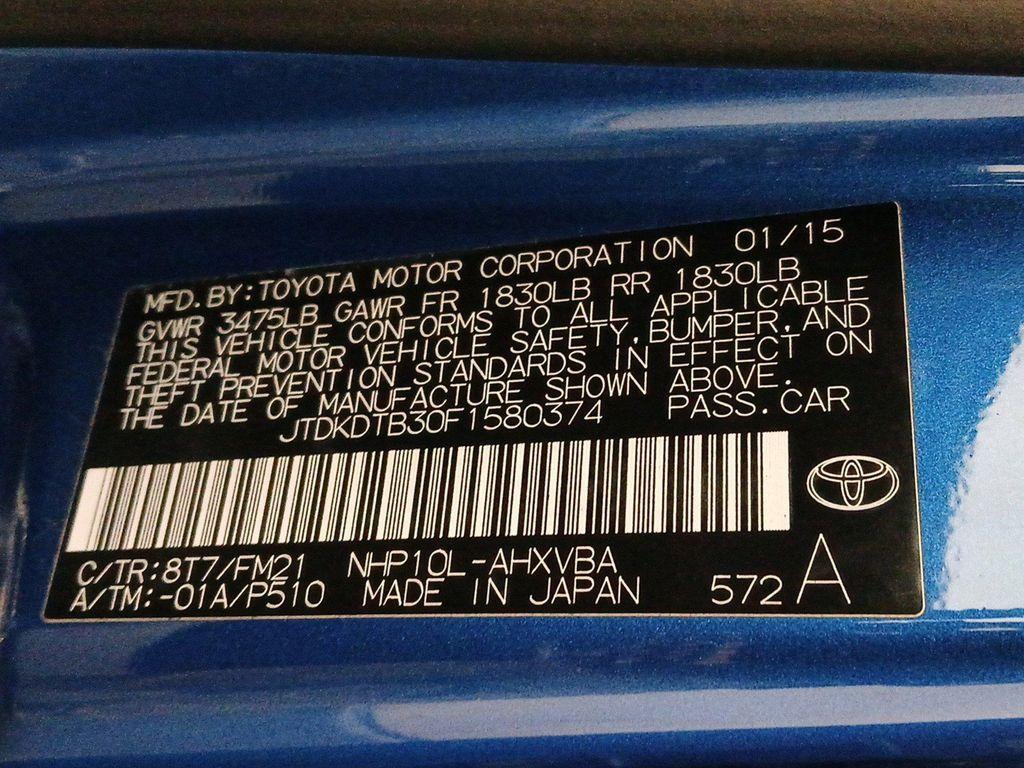 MFD. BY: TOYOTA MOTOR CORPORATION 01/15
GVWR 3475LB GAWR FR 1830LB RR 1830LB
THIS VEHICLE CONFORMS TO ALL APPLICABLE
FEDERAL MOTOR VEHICLE SAFETY, BUMPER, AND
THEFT PREVENTION STANDARDS IN EFFECT ON
THE DATE OF MANUFACTURE SHOWN ABOVE.
JTDKDTB30F1580374 PASS. CAR
C/TR: 8T7/FM21 NHP10L-AHXVBA
A/TM: -01A/P510 MADE IN JAPAN 572 A